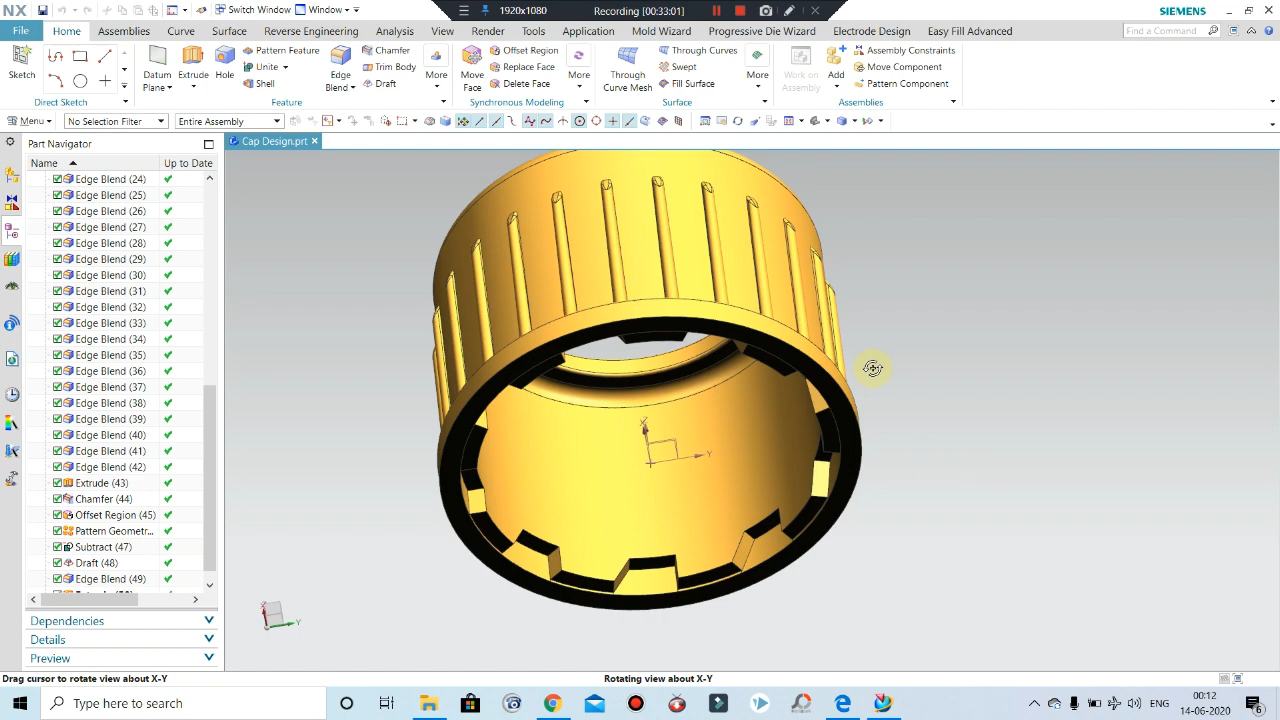 NX
Switch Window
Window
1920x1080
Recording [00:33:01]
SIEMENS
File
Home
Assemblies
Curve
Surface
Reverse Engineering
Analysis
View
Render
Tools
Application
Mold Wizard
Progressive Die Wizard
Electrode Design
Easy Fill Advanced
Find a Command
Sketch
Direct Sketch
Datum Plane
Extrude
Hole
Pattern Feature
Unite
Shell
Edge Blend
Chamfer
Trim Body
Draft
More
Feature
Move Face
Offset Region
Replace Face
Delete Face
More
Synchronous Modeling
Through Curve Mesh
Through Curves
Swept
Fill Surface
More
Surface
Work on Assembly
Add
Assembly Constraints
Move Component
Pattern Component
Assemblies
Menu
No Selection Filter
Entire Assembly
Part Navigator
Cap Design.prt
Name
Up to Date
Edge Blend (24)
Edge Blend (25)
Edge Blend (26)
Edge Blend (27)
Edge Blend (28)
Edge Blend (29)
Edge Blend (30)
Edge Blend (31)
Edge Blend (32)
Edge Blend (33)
Edge Blend (34)
Edge Blend (35)
Edge Blend (36)
Edge Blend (37)
Edge Blend (38)
Edge Blend (39)
Edge Blend (40)
Edge Blend (41)
Edge Blend (42)
Extrude (43)
Chamfer (44)
Offset Region (45)
Pattern Geometr...
Subtract (47)
Draft (48)
Edge Blend (49)
Dependencies
Details
Preview
X
Y
X
Y
Drag cursor to rotate view about X-Y
Rotating view about X-Y
Type here to search
ENG
00:12
14-06-2020
6